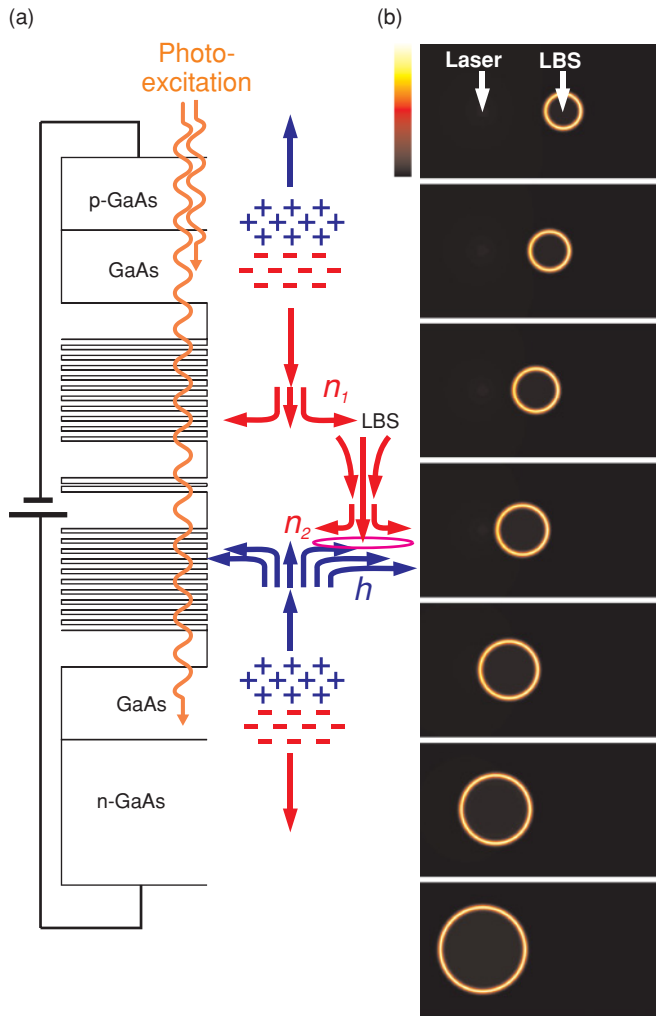 (a)
Photo-
excitation
p-GaAs
GaAs
n1
LBS
n2
h
GaAs
n-GaAs
(b)
Laser LBS